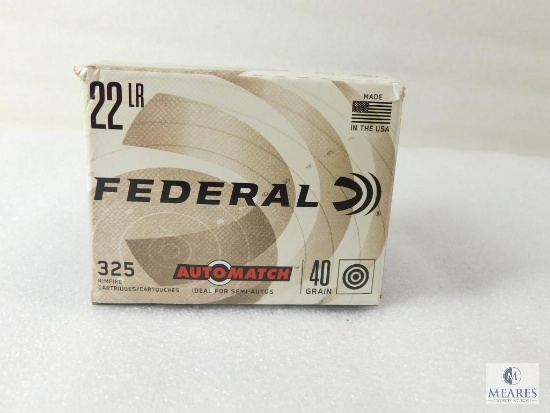 22 LR
MADE
IN THE USA
FEDERAL
325
RIMFIRE
CARTRIDGES/CARTOUCHES
AUTOMATCH
IDEAL FOR SEMI-AUTOS
40
GRAIN
MEARES